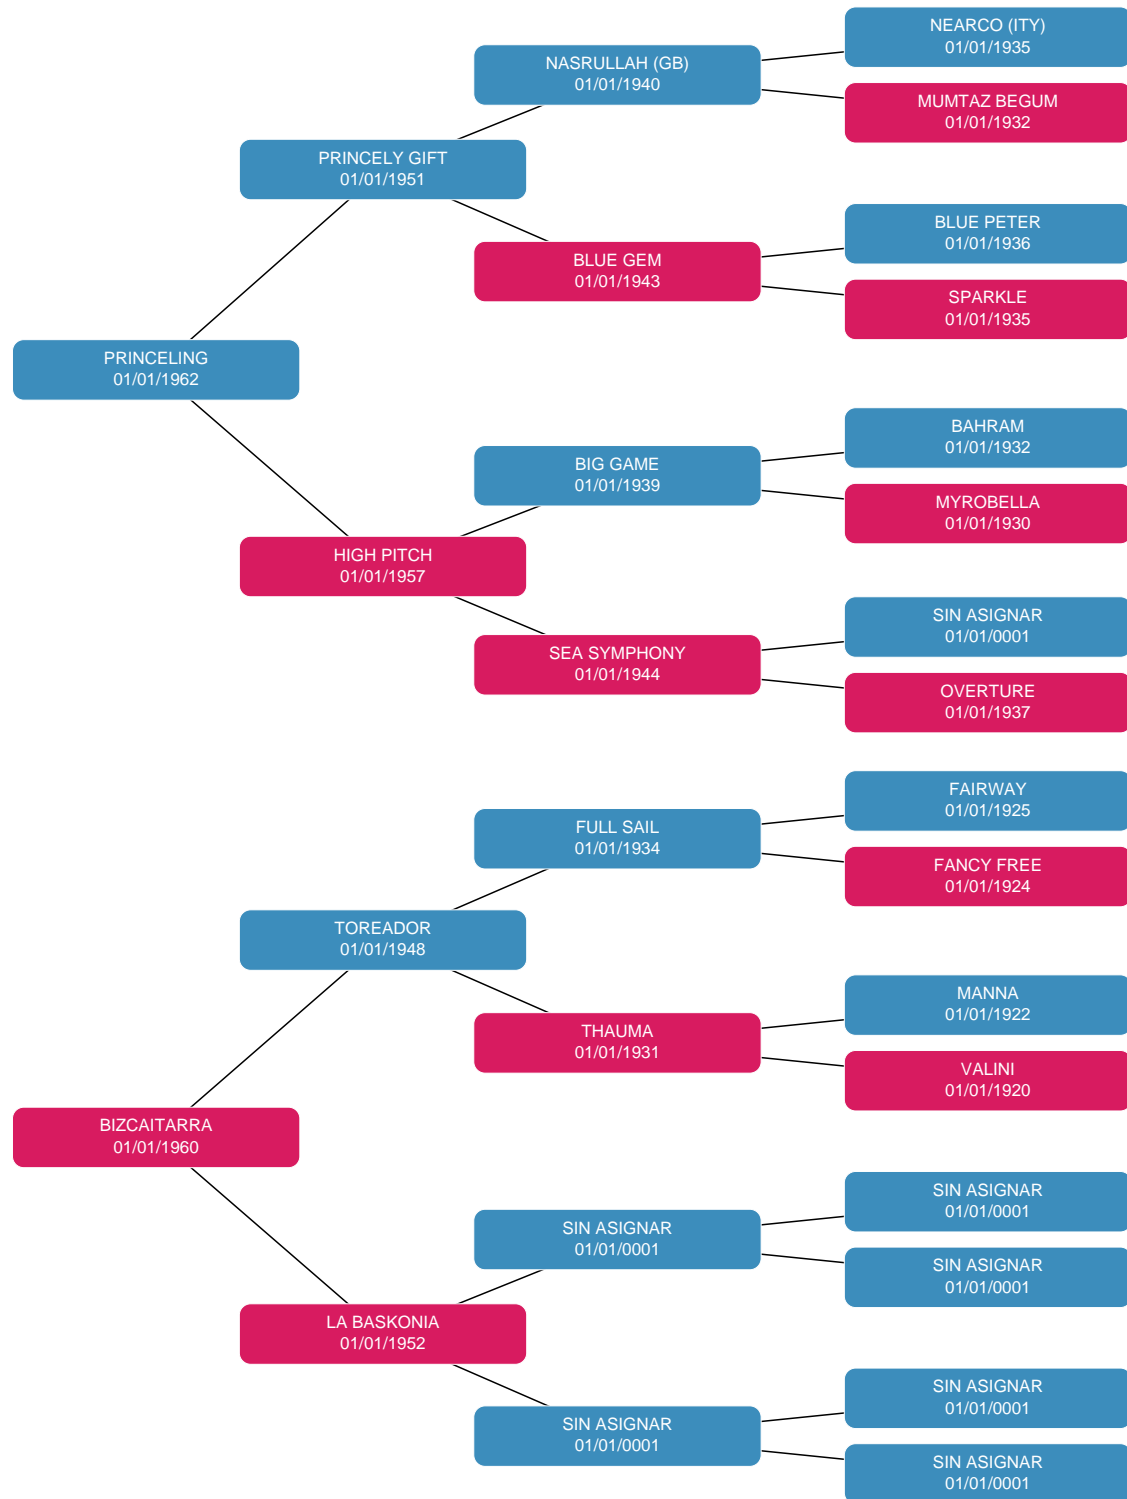 NEARCO (ITY)
01/01/1935
NASRULLAH (GB)
01/01/1940
MUMTAZ BEGUM
01/01/1932
PRINCELY GIFT
01/01/1951
BLUE PETER
01/01/1936
BLUE GEM
01/01/1943
SPARKLE
01/01/1935
PRINCELING
01/01/1962
BAHRAM
01/01/1932
BIG GAME
01/01/1939
MYROBELLA
01/01/1930
HIGH PITCH
01/01/1957
SIN ASIGNAR
01/01/0001
SEA SYMPHONY
01/01/1944
OVERTURE
01/01/1937
FAIRWAY
01/01/1925
FULL SAIL
01/01/1934
FANCY FREE
01/01/1924
TOREADOR
01/01/1948
MANNA
01/01/1922
THAUMA
01/01/1931
VALINI
01/01/1920
BIZCAITARRA
01/01/1960
SIN ASIGNAR
01/01/0001
SIN ASIGNAR
01/01/0001
SIN ASIGNAR
01/01/0001
LA BASKONIA
01/01/1952
SIN ASIGNAR
01/01/0001
SIN ASIGNAR
01/01/0001
SIN ASIGNAR
01/01/0001